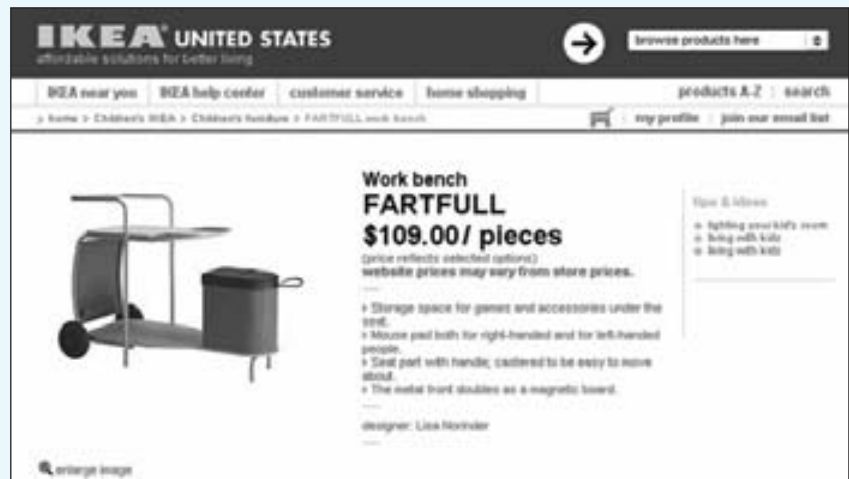 IKEA® UNITED STATES
affordable solutions for better living
browse products here
IKEA near you | IKEA help center | customer service | home shopping
products A-Z | search
> home > Children's IKEA > Children's furniture > FARTFULL work bench
my profile | join our email list
Work bench
FARTFULL
$109.00/ pieces
(price reflects selected options)
website prices may vary from store prices.
> Storage space for games and accessories under the
seat.
> Mouse pad both for right-handed and for left-handed
people.
> Seat part with handle; castered to be easy to move
about.
> The metal front doubles as a magnetic board.
designer: Lisa Norinder
tips & ideas
lighting your kid's room
living with kids
living with kids
enlarge image